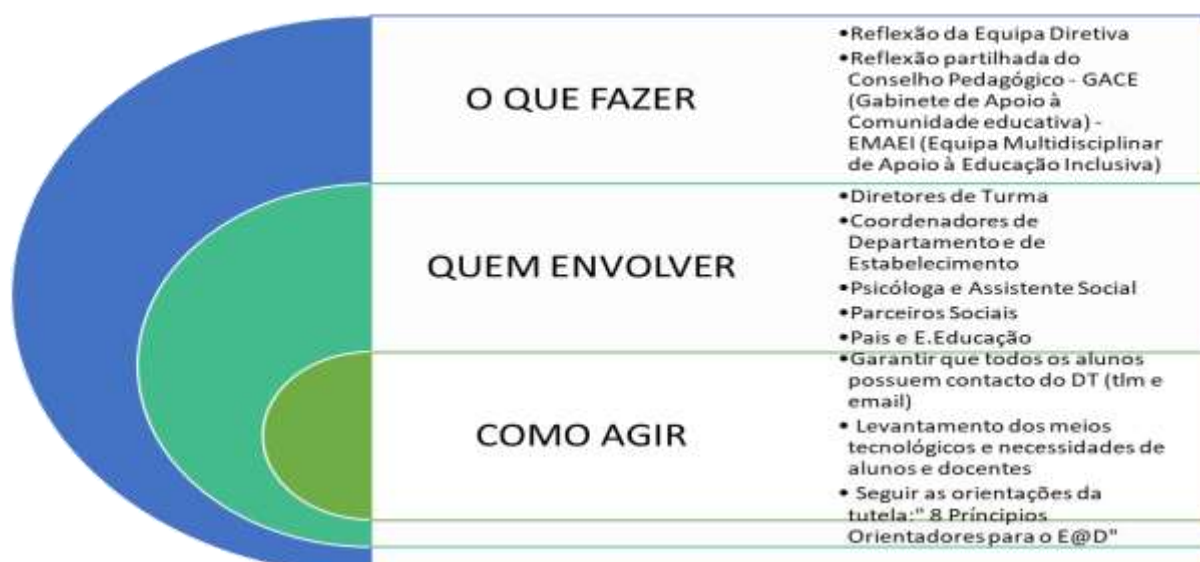 O QUE FAZER
•Reflexão da Equipa Diretiva
•Reflexão partilhada do
Conselho Pedagógico - GACE
(Gabinete de Apoio à
Comunidade educativa) -
EMAEI (Equipa Multidisciplinar
de Apoio à Educação Inclusiva)
QUEM ENVOLVER
•Diretores de Turma
•Coordenadores de
Departamento e de
Estabelecimento
•Psicóloga e Assistente Social
•Parceiros Sociais
•Pais e E.Educação
COMO AGIR
•Garantir que todos os alunos
possuem contacto do DT (tlm e
email)
• Levantamento dos meios
tecnológicos e necessidades de
alunos e docentes
• Seguir as orientações da
tutela:" 8 Príncipios
Orientadores para o E@D"